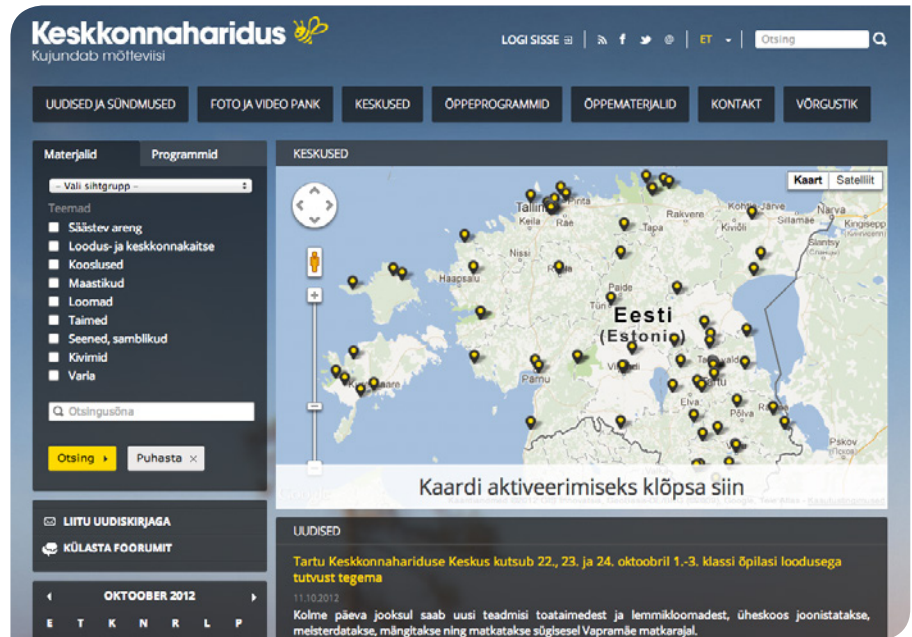 Keskkonnaharidus
Kujundab mõtteviisi
LOGI SISSE
ET
Otsing
UUDISED JA SÜNDMUSED
FOTO JA VIDEO PANK
KESKUSED
ÕPPEPROGRAMMID
ÕPPEMATERJALID
KONTAKT
VÕRGUSTIK
Materjalid Programmid
- Vali sihtgrupp -
Teemad
Säästev areng
Loodus- ja keskkonnakaitse
Kooslused
Maastikud
Loomad
Taimed
Seened, samblikud
Kivimid
Varia
Otsingusõna
Otsing
Puhasta ×
LIITU UUDISKIRJAGA
KÜLASTA FOORUMIT
OKTOOBER 2012
E T K N R L P
KESKUSED
Kaart Satelliit
Keila
Rakvere
Narva
Sillamäe
Kingisepp
Tapa
Kiviõli
Slantsy
Nissi
Haapsalu
Paide
Eesti
(Estonia)
Pärnu
Elva
Põlva
Pskov
Kaardi aktiveerimiseks klõpsa siin
UUDISED
Tartu Keskkonnahariduse Keskus kutsub 22., 23. ja 24. oktoobril 1.-3. klassi õpilasi loodusega
tutvust tegema
11.10.2012
Kolme päeva jooksul saab uusi teadmisi toataimedest ja lemmikloomadest, üheskoos joonistatakse,
meisterdatakse, mängitakse ning matkatakse sügisesel Vapramäe matkarajal.